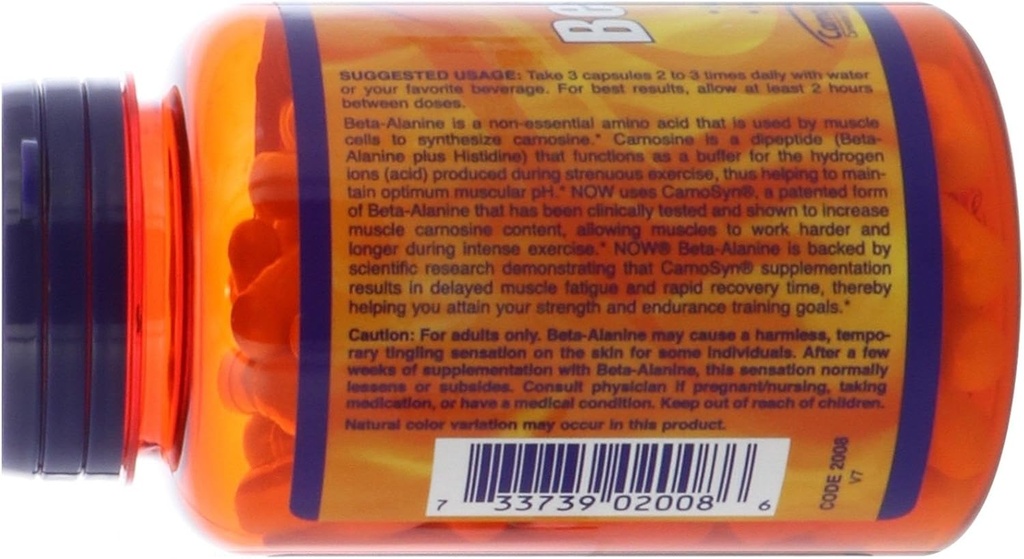 SUGGESTED USAGE: Take 3 capsules 2 to 3 times daily with water
or your favorite beverage. For best results, allow at least 2 hours
between doses.
Beta-Alanine is a non-essential amino acid that is used by muscle
cells to synthesize carnosine.* Carnosine is a dipeptide (Beta-
Alanine plus Histidine) that functions as a buffer for the hydrogen
ions (acid) produced during strenuous exercise, thus helping to main-
tain optimum muscular pH.* NOW uses CarnoSyn®, a patented form
of Beta-Alanine that has been clinically tested and shown to increase
muscle carnosine content, allowing muscles to work harder and
longer during intense exercise.* NOW® Beta-Alanine is backed by
scientific research demonstrating that CarnoSyn® supplementation
results in delayed muscle fatigue and rapid recovery time, thereby
helping you attain your strength and endurance training goals.*
Caution: For adults only. Beta-Alanine may cause a harmless, tempo-
rary tingling sensation on the skin for some individuals. After a few
weeks of supplementation with Beta-Alanine, this sensation normally
lessens or subsides. Consult physician if pregnant/nursing, taking
medication, or have a medical condition. Keep out of reach of children.
Natural color variation may occur in this product.
7 33739 02008 6
CODE 2008
V7